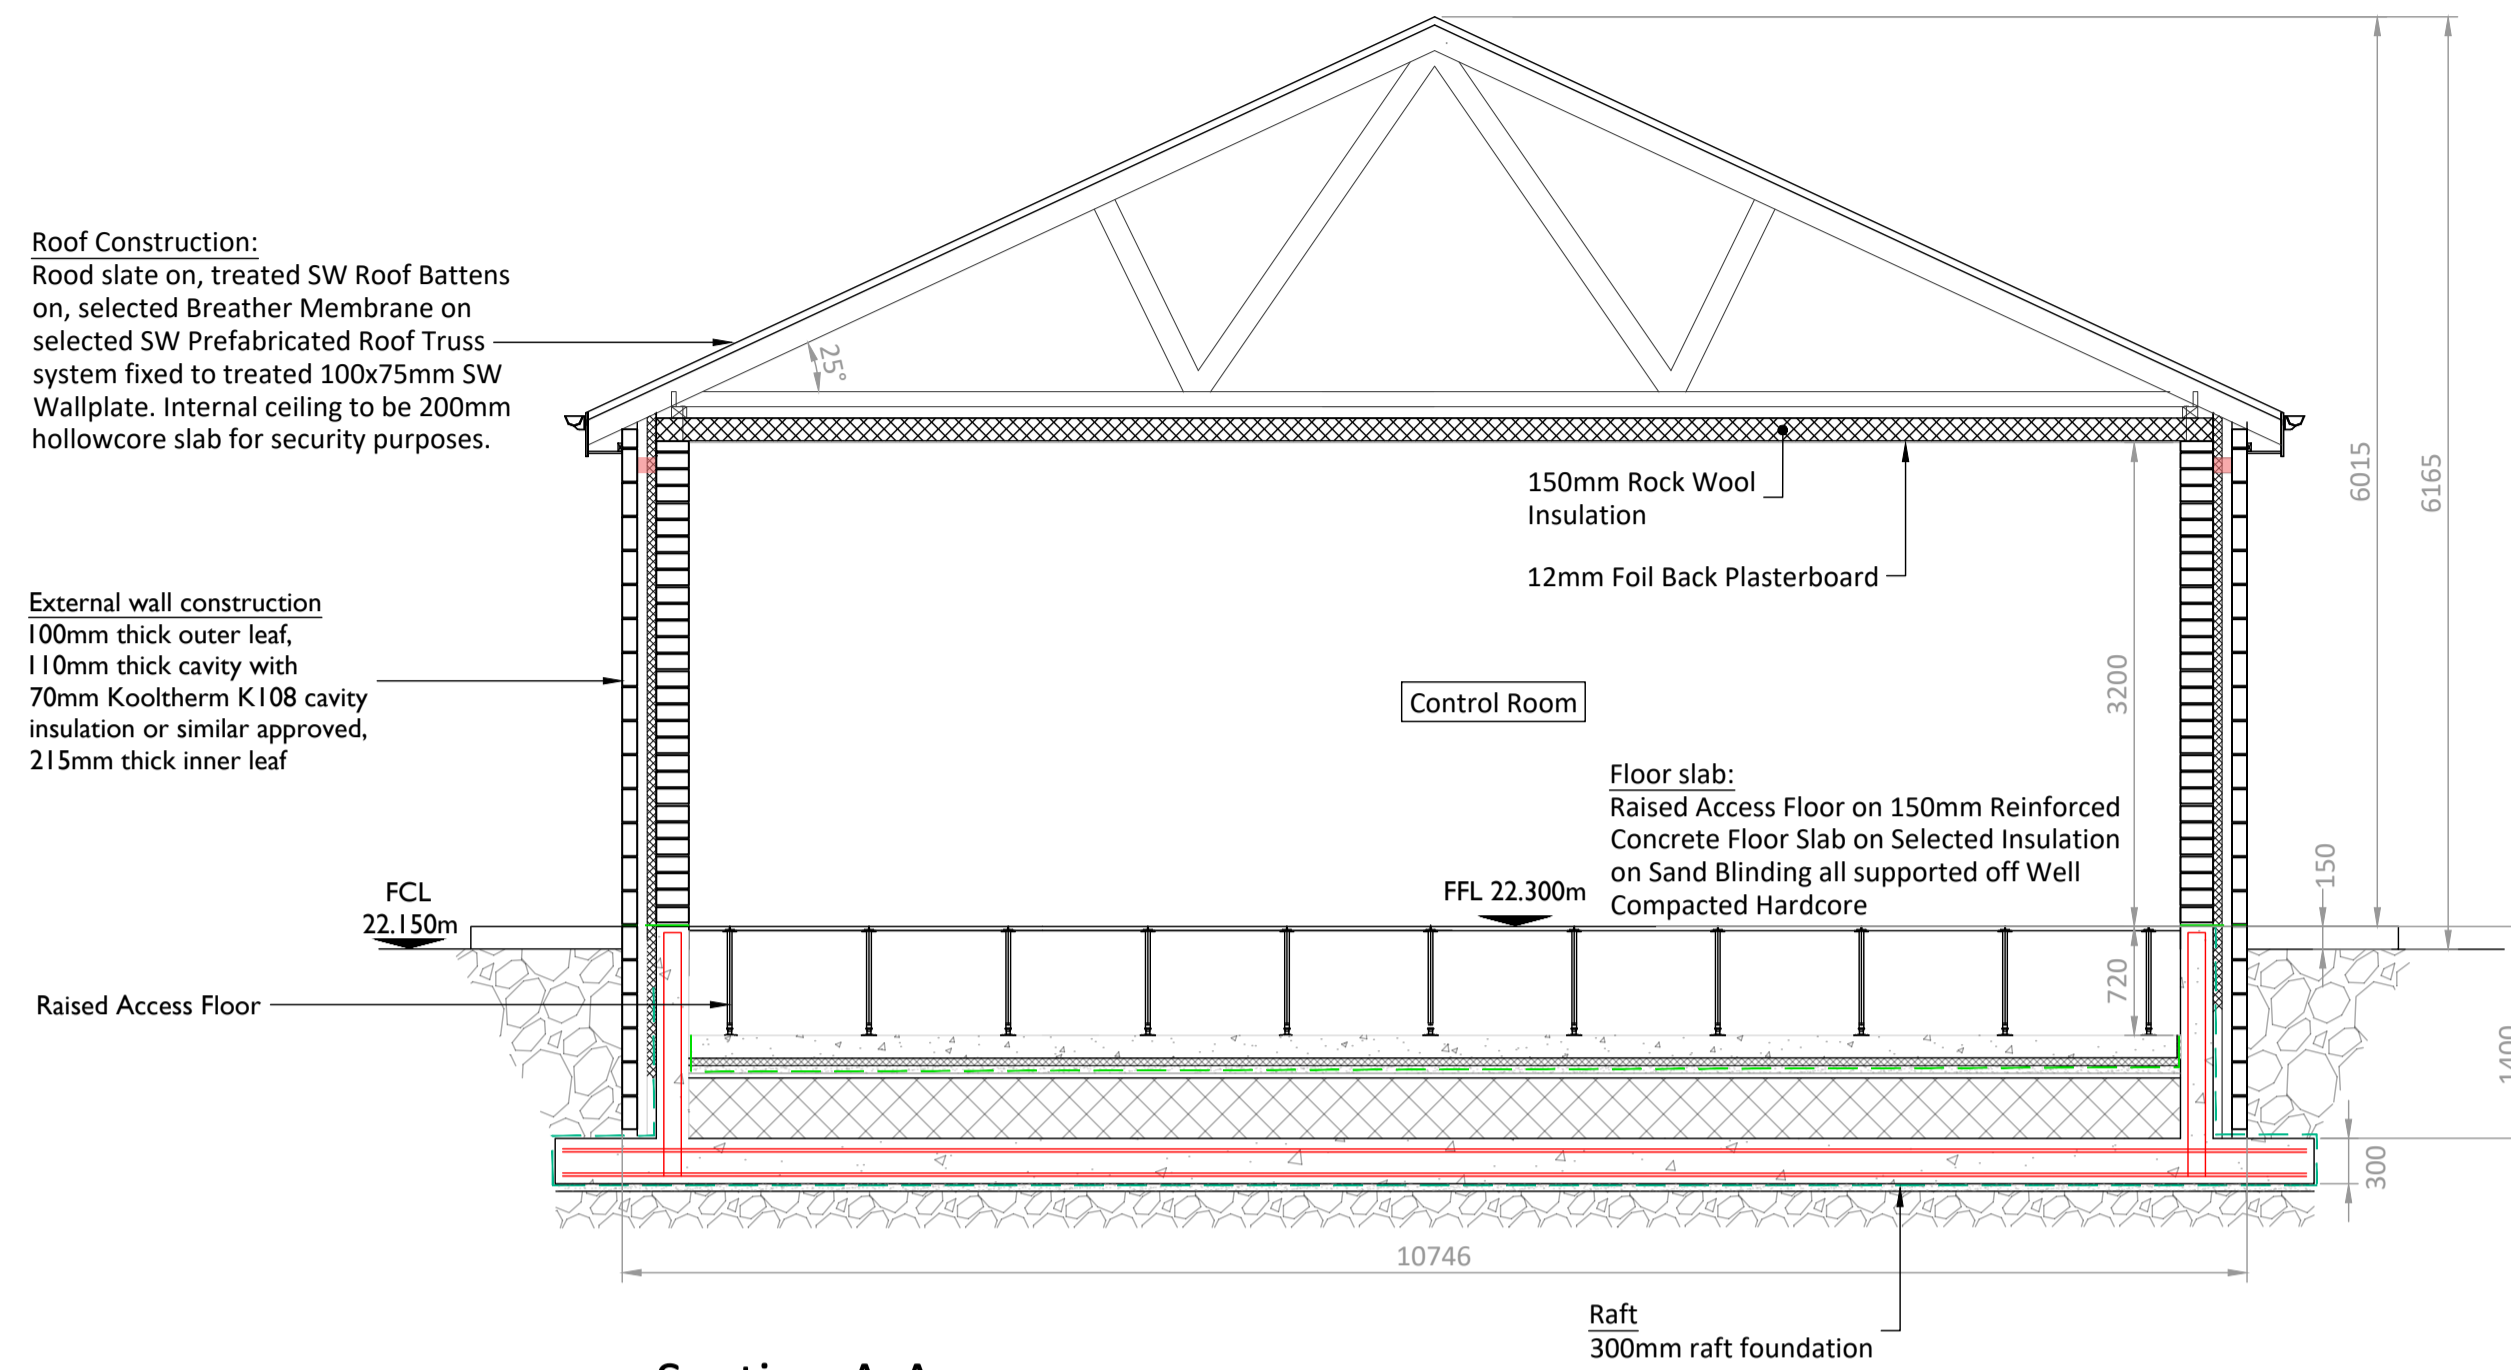 Roof Construction:
Rood slate on, treated SW Roof Battens
on, selected Breather Membrane on
selected SW Prefabricated Roof Truss
system fixed to treated 100x75mm SW
Wallplate. Internal ceiling to be 200mm
hollowcore slab for security purposes.
25°
6015
6165
150mm Rock Wool
Insulation
12mm Foil Back Plasterboard
External wall construction
100mm thick outer leaf,
110mm thick cavity with
70mm Kooltherm K108 cavity
insulation or similar approved,
215mm thick inner leaf
3200
Control Room
Floor slab:
Raised Access Floor on 150mm Reinforced
Concrete Floor Slab on Selected Insulation
on Sand Blinding all supported off Well
Compacted Hardcore
150
FCL
22.150m
FFL 22.300m
Raised Access Floor
720
1400
300
10746
Raft
300mm raft foundation
Section A-A